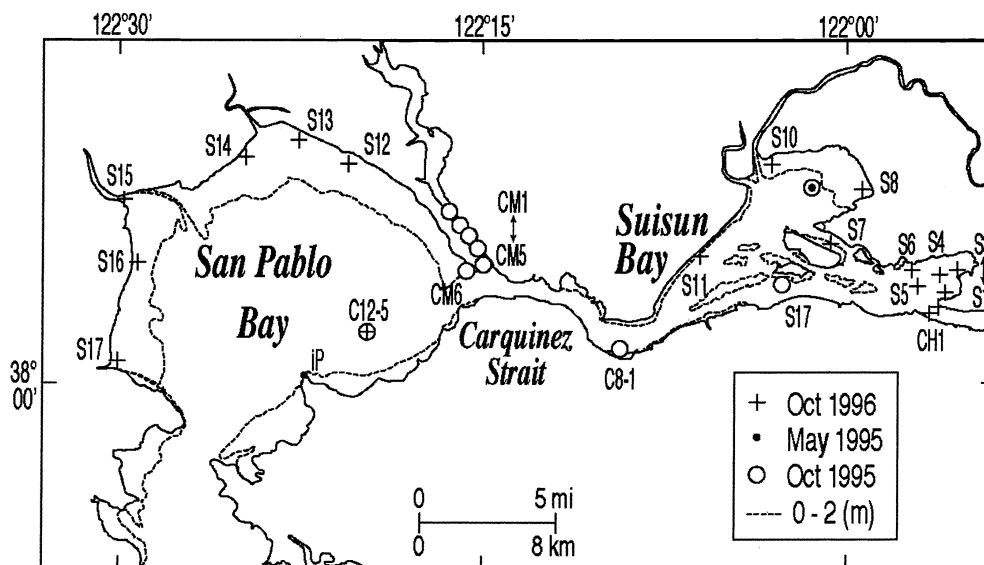 122°30'
122°15'
122°00'
S13
S12
S14
S10
S15
CM1
S8
Suisun
Bay
S7
CM5
S6
S4
S16
San Pablo
Bay
CM6
S11
S5
C12-5
S17
CH1
S17
jP
Carquinez
Strait
C8-1
38°
00'
Oct 1996
May 1995
Oct 1995
0 - 2 (m)
0
5 mi
0
8 km